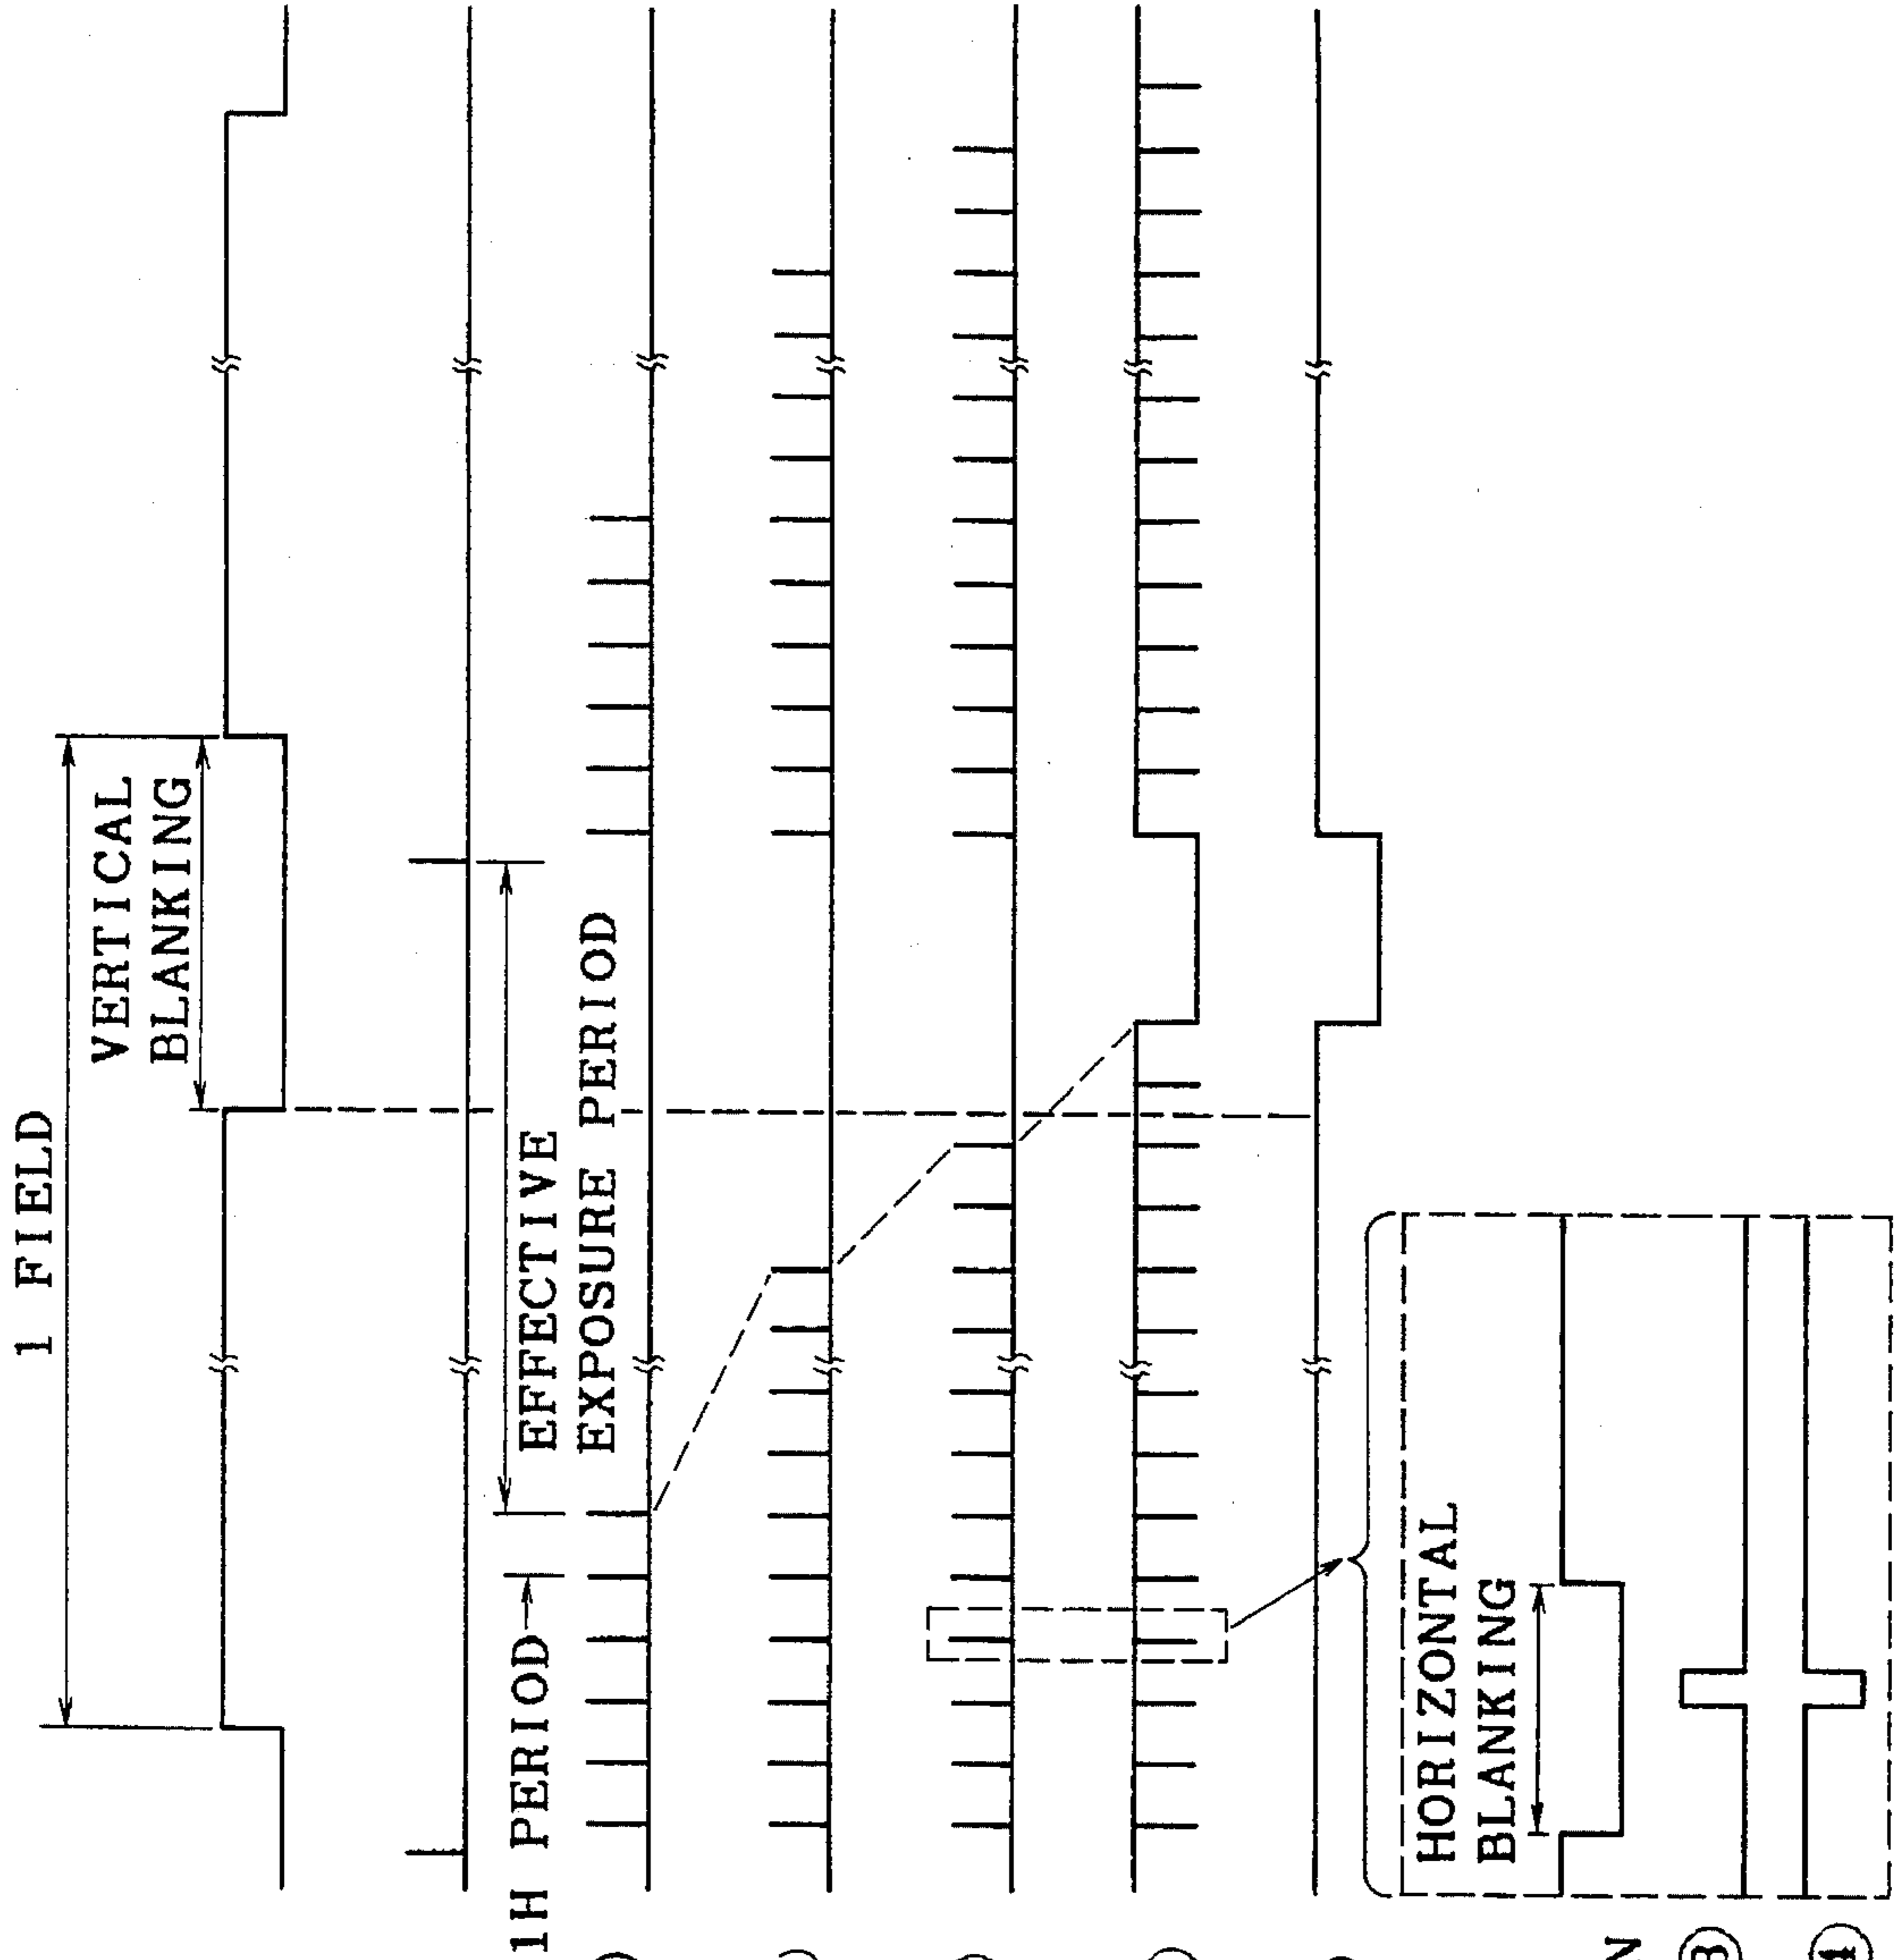 1 FIELD
VERTICAL
BLANKING
EFFECTIVE
EXPOSURE PERIOD
1H PERIOD
HORIZONTAL
BLANKING